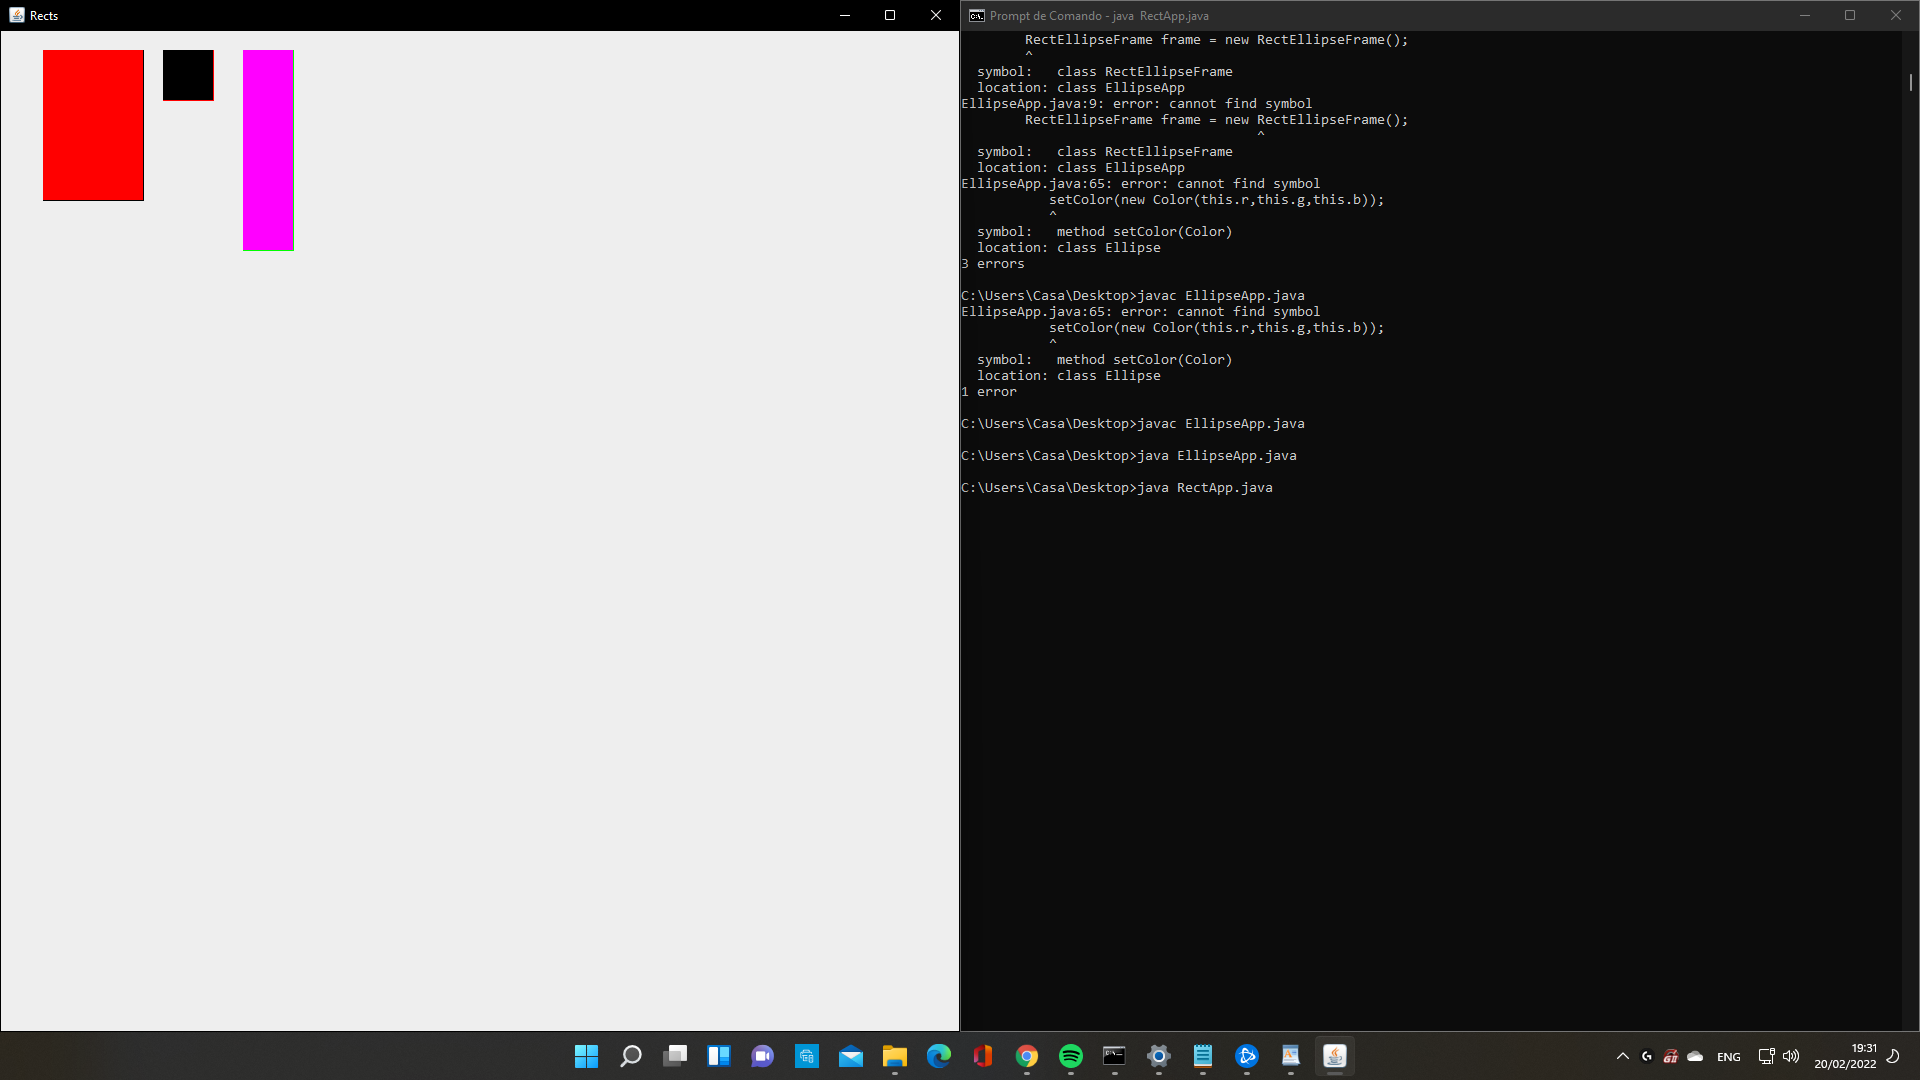 Rects
Prompt de Comando - java  RectApp.java
        RectEllipseFrame frame = new RectEllipseFrame();
        ^
  symbol:   class RectEllipseFrame
  location: class EllipseApp
EllipseApp.java:9: error: cannot find symbol
        RectEllipseFrame frame = new RectEllipseFrame();
                                     ^
  symbol:   class RectEllipseFrame
  location: class EllipseApp
EllipseApp.java:65: error: cannot find symbol
           setColor(new Color(this.r,this.g,this.b));
           ^
  symbol:   method setColor(Color)
  location: class Ellipse
3 errors
C:\Users\Casa\Desktop>javac EllipseApp.java
EllipseApp.java:65: error: cannot find symbol
           setColor(new Color(this.r,this.g,this.b));
           ^
  symbol:   method setColor(Color)
  location: class Ellipse
1 error
C:\Users\Casa\Desktop>javac EllipseApp.java
C:\Users\Casa\Desktop>java EllipseApp.java
C:\Users\Casa\Desktop>java RectApp.java
ENG
19:31
20/02/2022